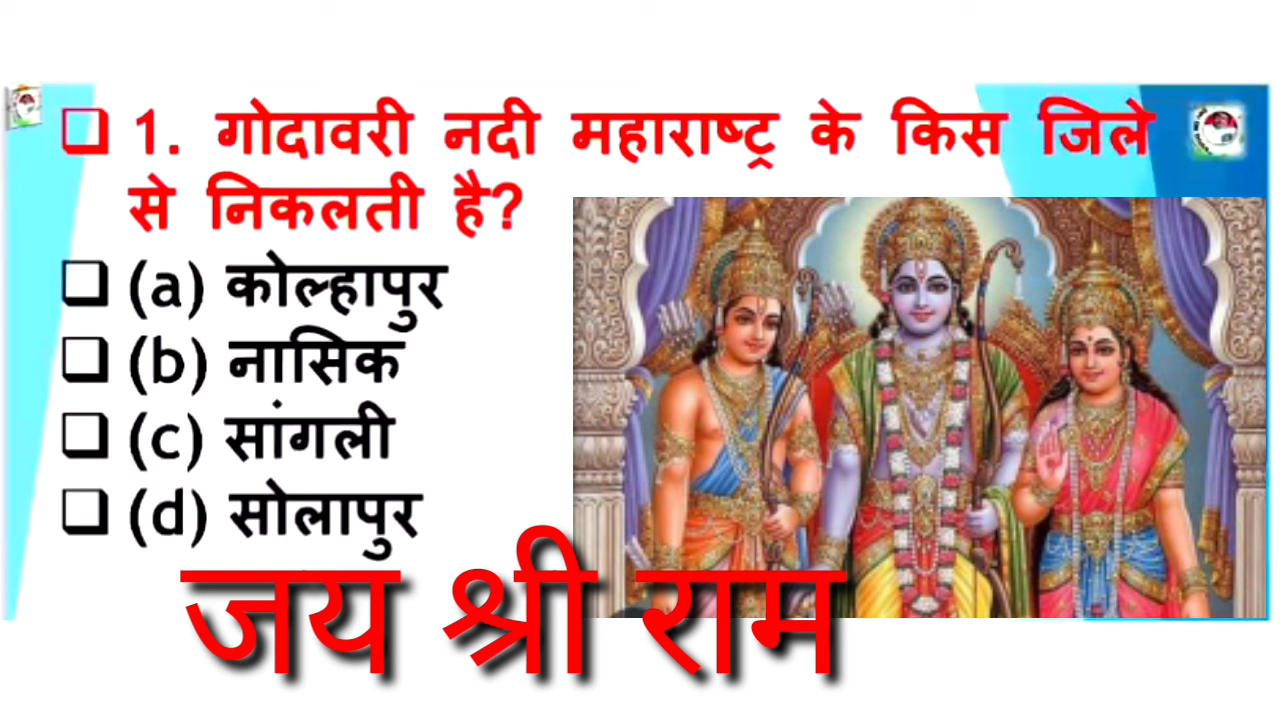 ❑ 1. गोदावरी नदी महाराष्ट्र के किस जिले
से निकलती है?
❑ (a) कोल्हापुर
❑ (b) नासिक
❑ (c) सांगली
❑ (d) सोलापुर
जय श्री राम